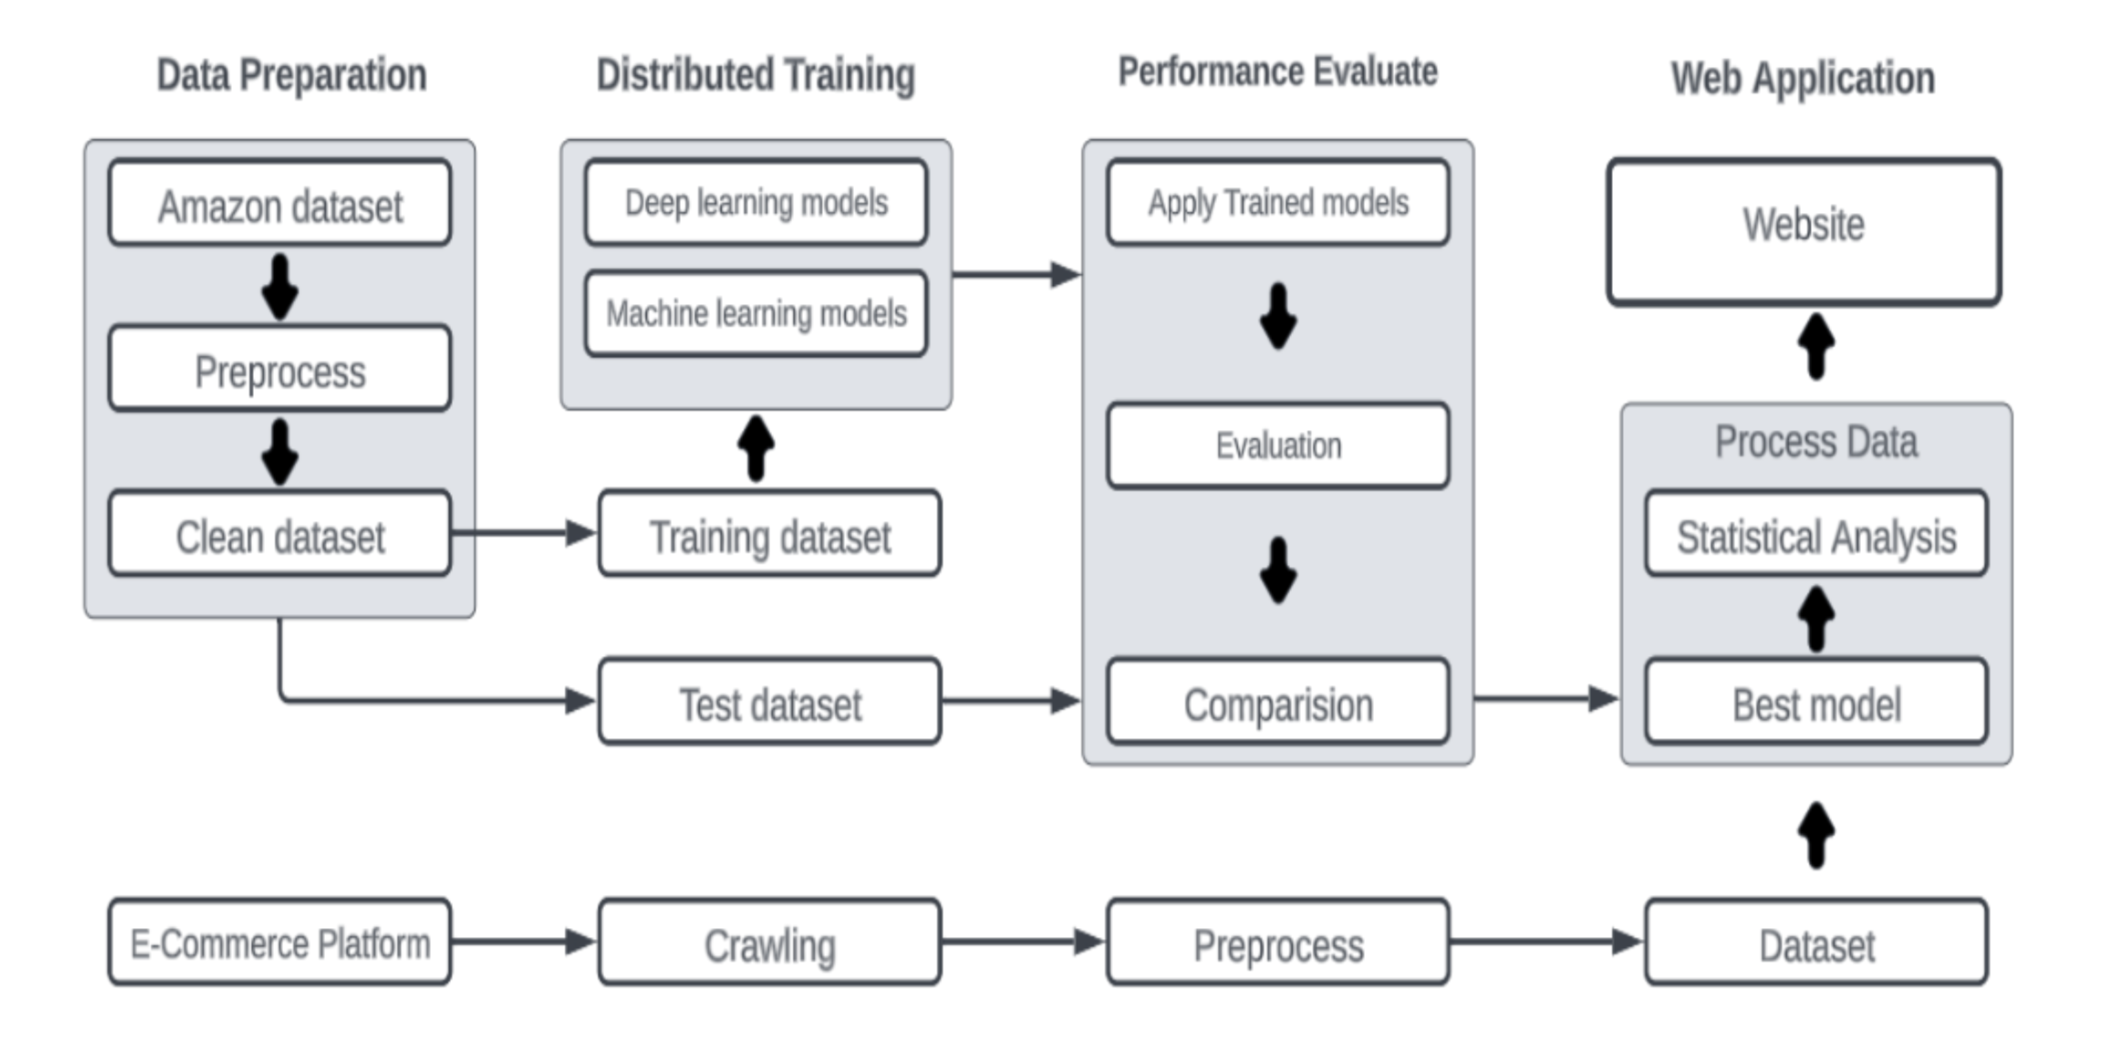 Data Preparation
Amazon dataset
Preprocess
Clean dataset
Distributed Training
Deep learning models
Machine learning models
Training dataset
Test dataset
Performance Evaluate
Apply Trained models
Evaluation
Comparision
Web Application
Website
Process Data
Statistical Analysis
Best model
E-Commerce Platform
Crawling
Preprocess
Dataset